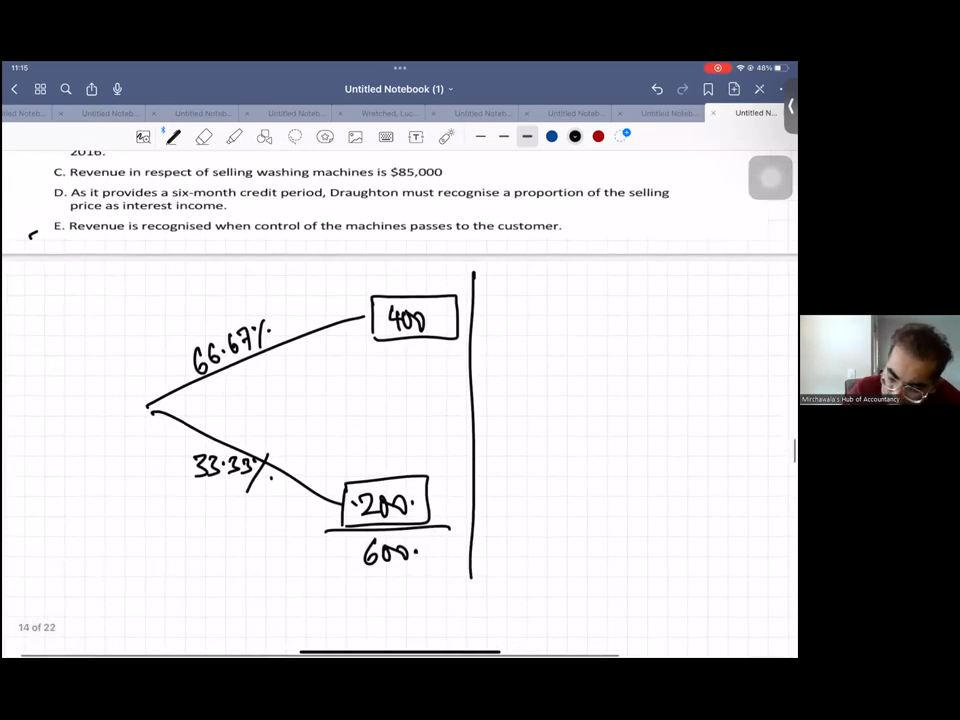 11:15
48%
Untitled Notebook (1)
tled Noteb...
Untitled Noteb...
Untitled Noteb...
Untitled Noteb...
Wretched, Luc...
Untitled Noteb...
Untitled Noteb...
Untitled Noteb...
Untitled N...
2016.
C. Revenue in respect of selling washing machines is $85,000
D. As it provides a six-month credit period, Draughton must recognise a proportion of the selling
price as interest income.
E. Revenue is recognised when control of the machines passes to the customer.
66.67%
400
33.33%
200
600
14 of 22
Mirchawala's Hub of Accountancy